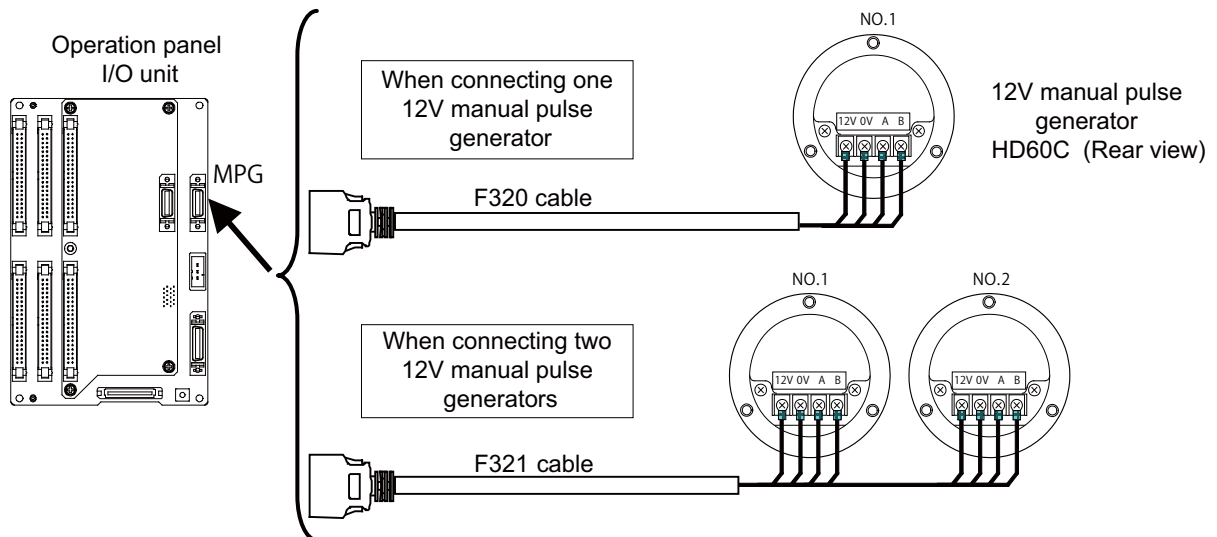 Operation panel
I/O unit
MPG
When connecting one
12V manual pulse
generator
F320 cable
NO.1
12V 0V A B
12V manual pulse
generator
HD60C (Rear view)
When connecting two
12V manual pulse
generators
F321 cable
NO.1
12V 0V A B
NO.2
12V 0V A B